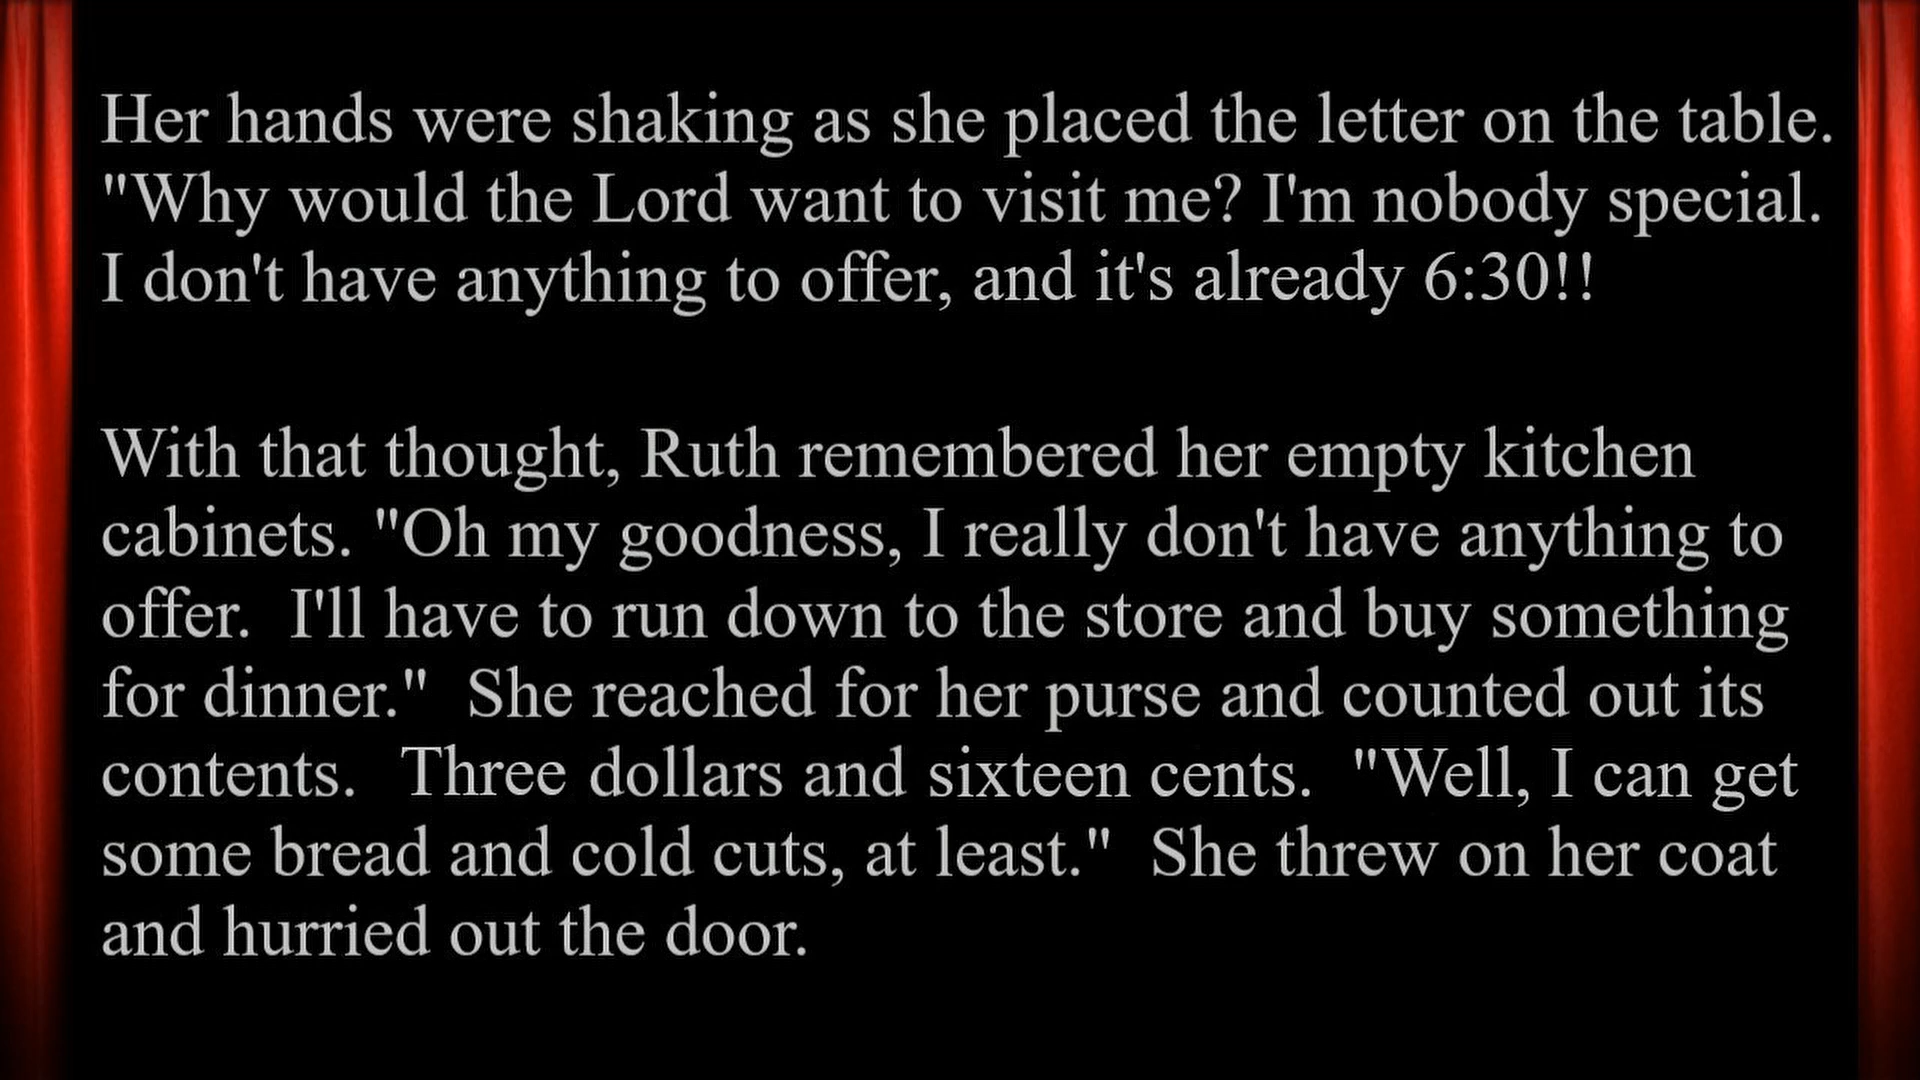 Her hands were shaking as she placed the letter on the table.
"Why would the Lord want to visit me? I'm nobody special.
I don't have anything to offer, and it's already 6:30!!
With that thought, Ruth remembered her empty kitchen
cabinets. "Oh my goodness, I really don't have anything to
offer.  I'll have to run down to the store and buy something
for dinner."  She reached for her purse and counted out its
contents.  Three dollars and sixteen cents.  "Well, I can get
some bread and cold cuts, at least."  She threw on her coat
and hurried out the door.